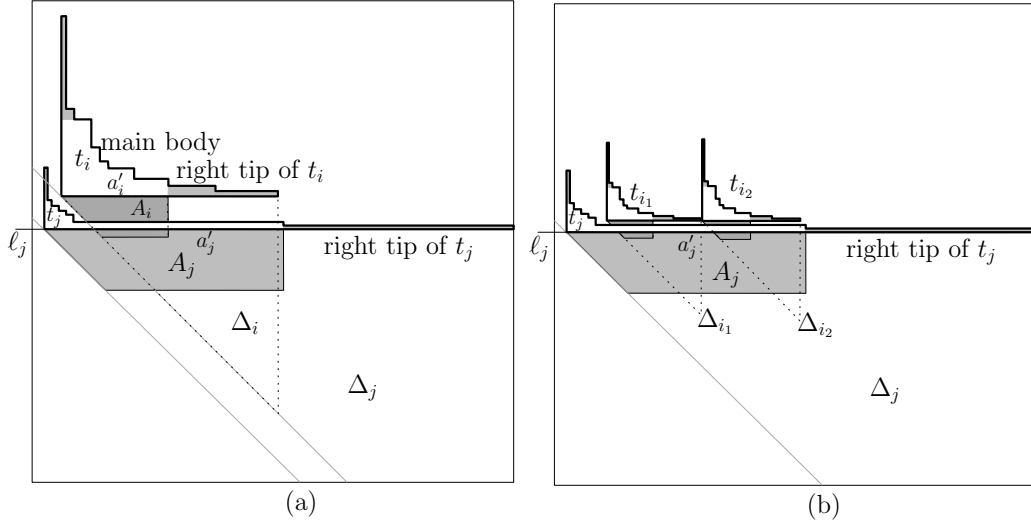 main body
t_i
right tip of t_i
a'_i
A_i
t_j
ℓ_j
a'_j
right tip of t_j
A_j
Δ_i
Δ_j
(a)
t_{i_1}
t_{i_2}
t_j
ℓ_j
a'_j
right tip of t_j
A_j
Δ_{i_1}
Δ_{i_2}
Δ_j
(b)